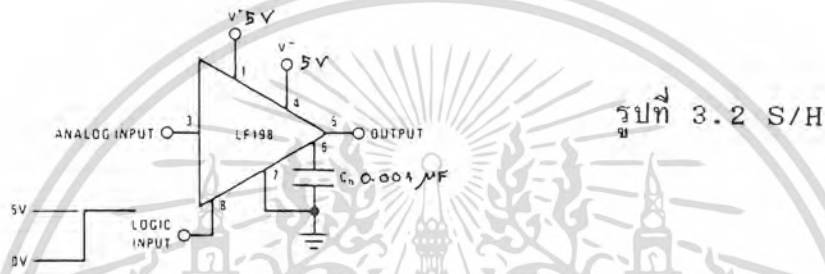 V+ 5V
V- 5V
1
4
3
ANALOG INPUT
LF198
5
OUTPUT
6
7
Ch 0.001 µF
8
5V
0V
LOGIC
INPUT
รูปที่ 3.2 S/H